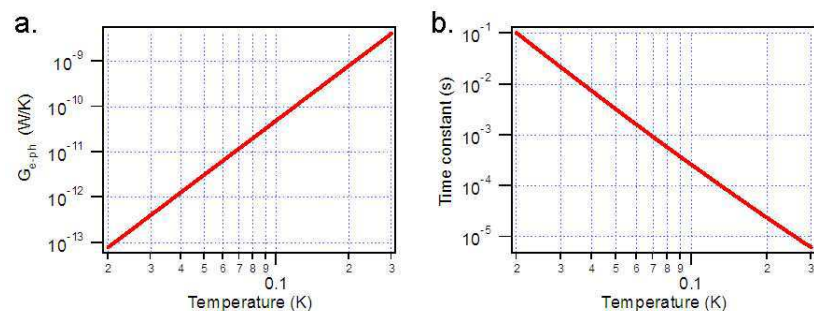 a.
G_e-ph (W/K)
10^-9
10^-10
10^-11
10^-12
10^-13
2 3 4 5 6 7 8 9 2 3
0.1
Temperature (K)
b.
Time constant (s)
10^-1
10^-2
10^-3
10^-4
10^-5
2 3 4 5 6 7 8 9 2 3
0.1
Temperature (K)